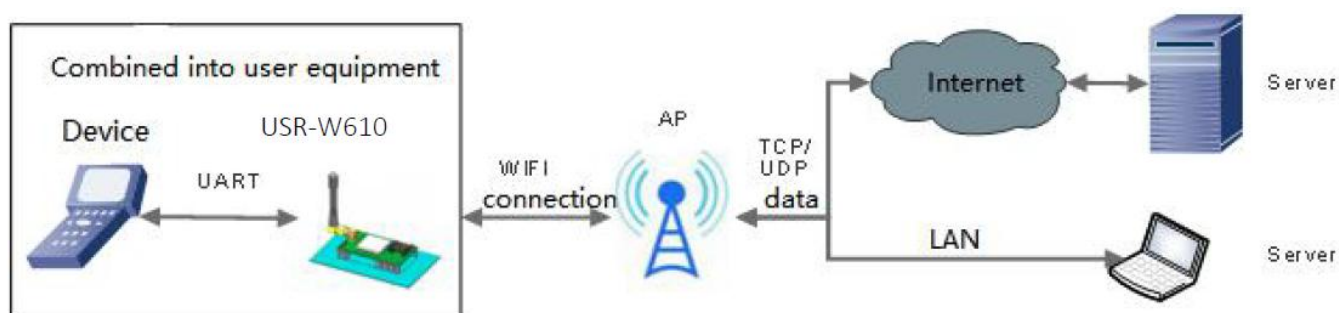 Combined into user equipment
Device
USR-W610
UART
WIFI
connection
AP
TCP/
UDP
data
Internet
Server
LAN
Server